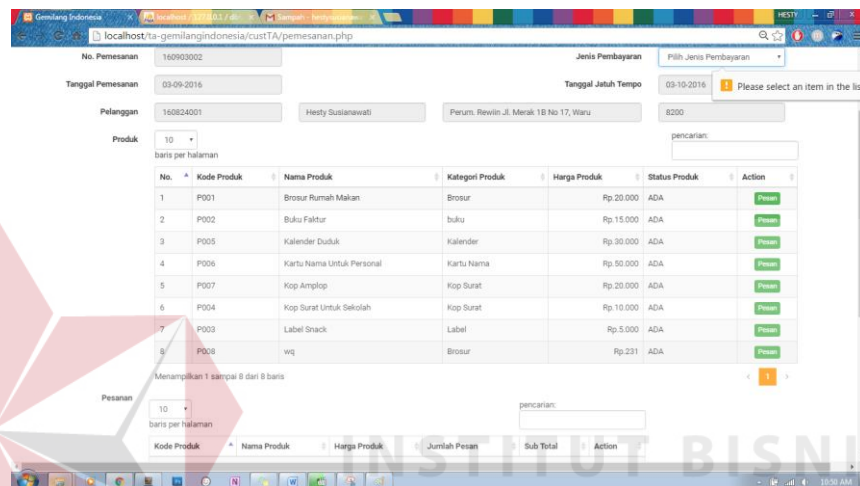 Gemilang Indonesia
HESTY
localhost/ta-gemilangindonesia/custTA/pemesanan.php
No. Pemesanan 160903002 Jenis Pembayaran Pilih Jenis Pembayaran
Tanggal Pemesanan 03-09-2016 Tanggal Jatuh Tempo 03-10-2016
Please select an item in the lis
Pelanggan 160824001 Hesty Susianawati Perum. Rewiin Jl. Merak 1B No 17, Waru 8200
Produk 10 pencarian:
baris per halaman
No. Kode Produk Nama Produk Kategori Produk Harga Produk Status Produk Action
1 P001 Brosur Rumah Makan Brosur Rp.20.000 ADA Pesan
2 P002 Buku Faktur buku Rp.15.000 ADA Pesan
3 P005 Kalender Duduk Kalender Rp.30.000 ADA Pesan
4 P006 Kartu Nama Untuk Personal Kartu Nama Rp.50.000 ADA Pesan
5 P007 Kop Amplop Kop Surat Rp.20.000 ADA Pesan
6 P004 Kop Surat Untuk Sekolah Kop Surat Rp.10.000 ADA Pesan
7 P003 Label Snack Label Rp.5.000 ADA Pesan
8 P008 wq Brosur Rp.231 ADA Pesan
Menampilkan 1 sampai 8 dari 8 baris 1
Pesanan 10 pencarian:
baris per halaman
Kode Produk Nama Produk Harga Produk Jumlah Pesan Sub Total Action
INSTITUT BISNI
10:50 AM